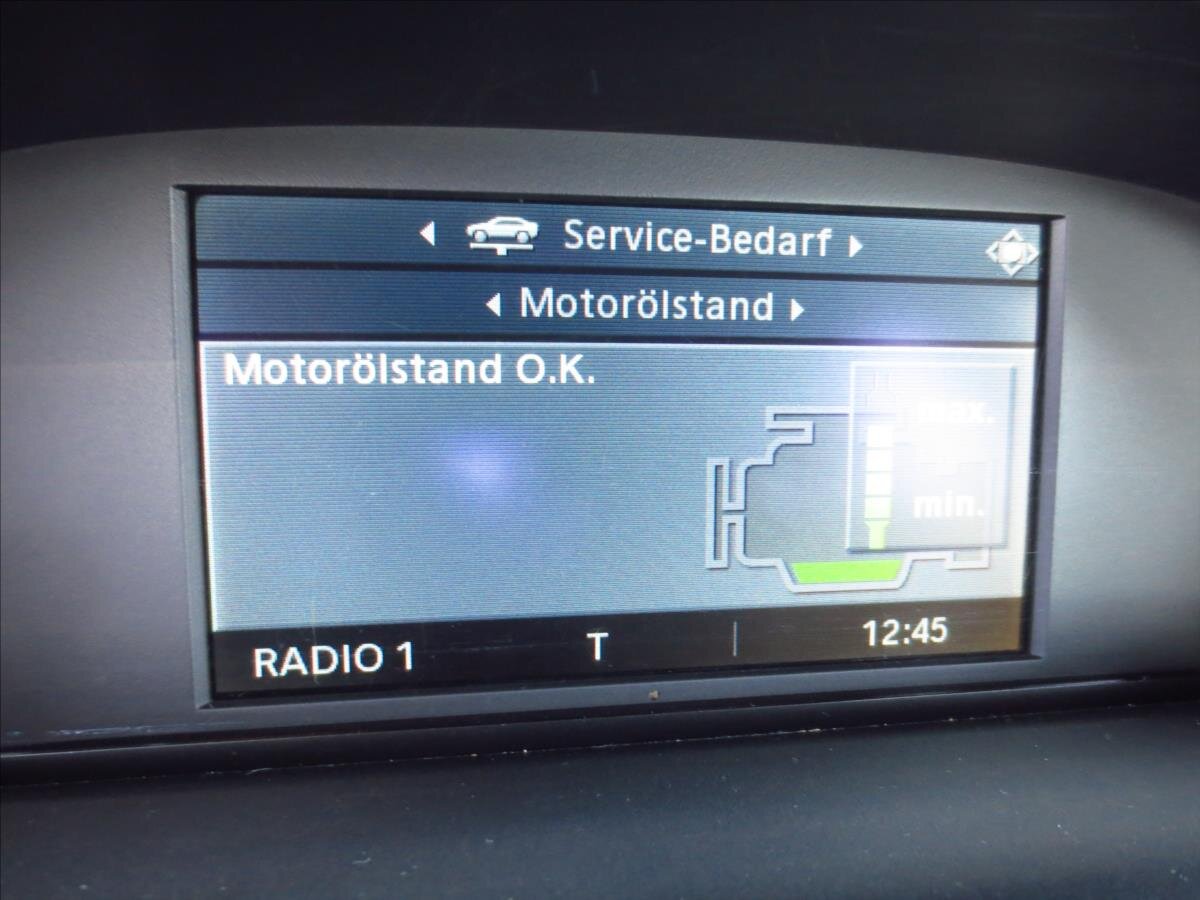 Service-Bedarf
Motorölstand
Motorölstand O.K.
max.
min.
RADIO 1 T 12:45